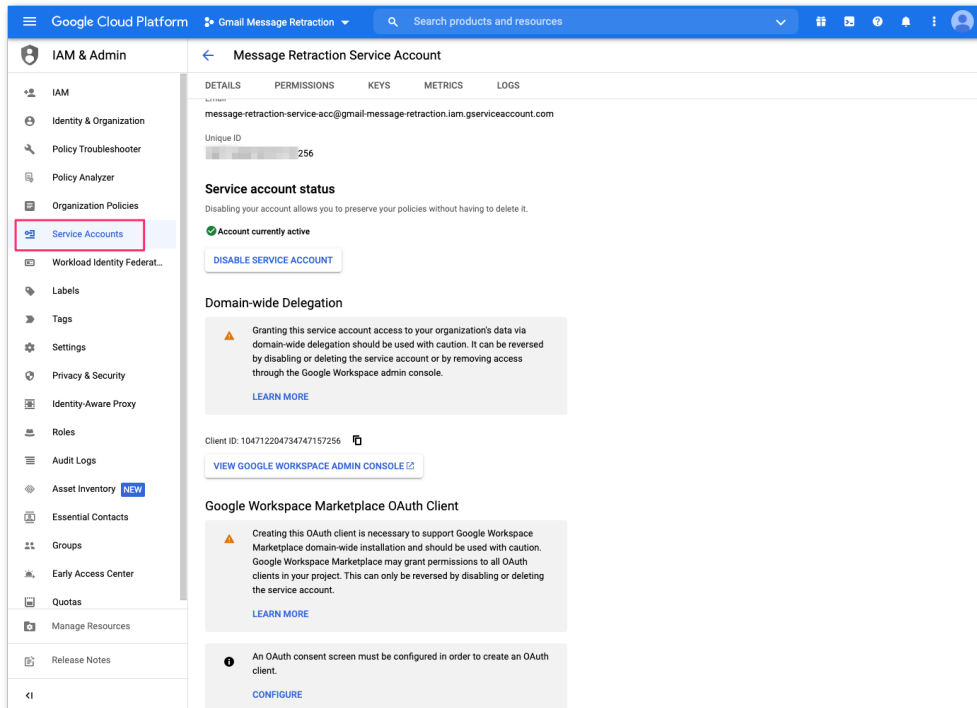 Google Cloud Platform
Gmail Message Retraction
Search products and resources
IAM & Admin
Message Retraction Service Account
DETAILS
PERMISSIONS
KEYS
METRICS
LOGS
IAM
Identity & Organization
Policy Troubleshooter
Policy Analyzer
Organization Policies
Service Accounts
Workload Identity Federat...
Labels
Tags
Settings
Privacy & Security
Identity-Aware Proxy
Roles
Audit Logs
Asset Inventory NEW
Essential Contacts
Groups
Early Access Center
Quotas
Manage Resources
Release Notes
Email
message-retraction-service-acc@gmail-message-retraction.iam.gserviceaccount.com
Unique ID
256
Service account status
Disabling your account allows you to preserve your policies without having to delete it.
Account currently active
DISABLE SERVICE ACCOUNT
Domain-wide Delegation
Granting this service account access to your organization's data via
domain-wide delegation should be used with caution. It can be reversed
by disabling or deleting the service account or by removing access
through the Google Workspace admin console.
LEARN MORE
Client ID: 104712204734747157256
VIEW GOOGLE WORKSPACE ADMIN CONSOLE
Google Workspace Marketplace OAuth Client
Creating this OAuth client is necessary to support Google Workspace
Marketplace domain-wide installation and should be used with caution.
Google Workspace Marketplace may grant permissions to all OAuth
clients in your project. This can only be reversed by disabling or deleting
the service account.
LEARN MORE
An OAuth consent screen must be configured in order to create an OAuth
client.
CONFIGURE